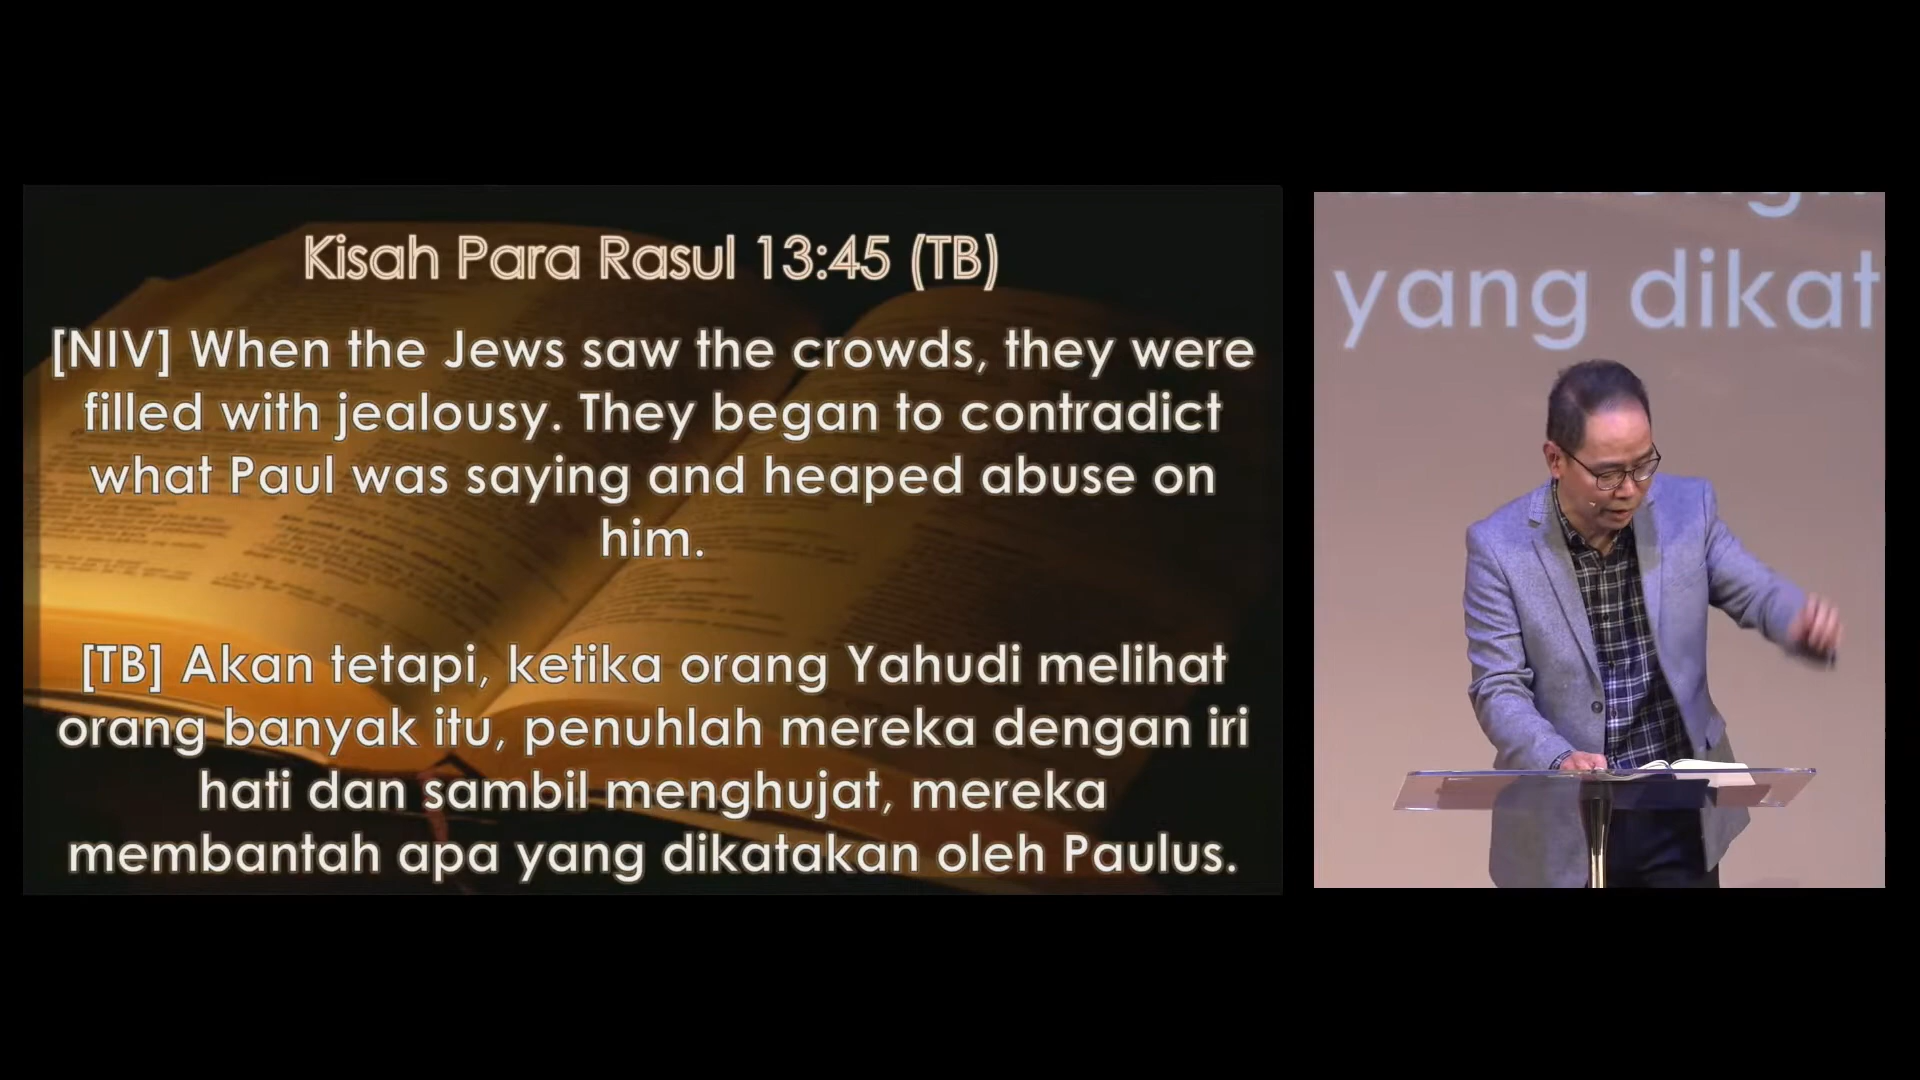 Kisah Para Rasul 13:45 (TB)
[NIV] When the Jews saw the crowds, they were
filled with jealousy. They began to contradict
what Paul was saying and heaped abuse on
him.
[TB] Akan tetapi, ketika orang Yahudi melihat
orang banyak itu, penuhlah mereka dengan iri
hati dan sambil menghujat, mereka
membantah apa yang dikatakan oleh Paulus.
yang dikat